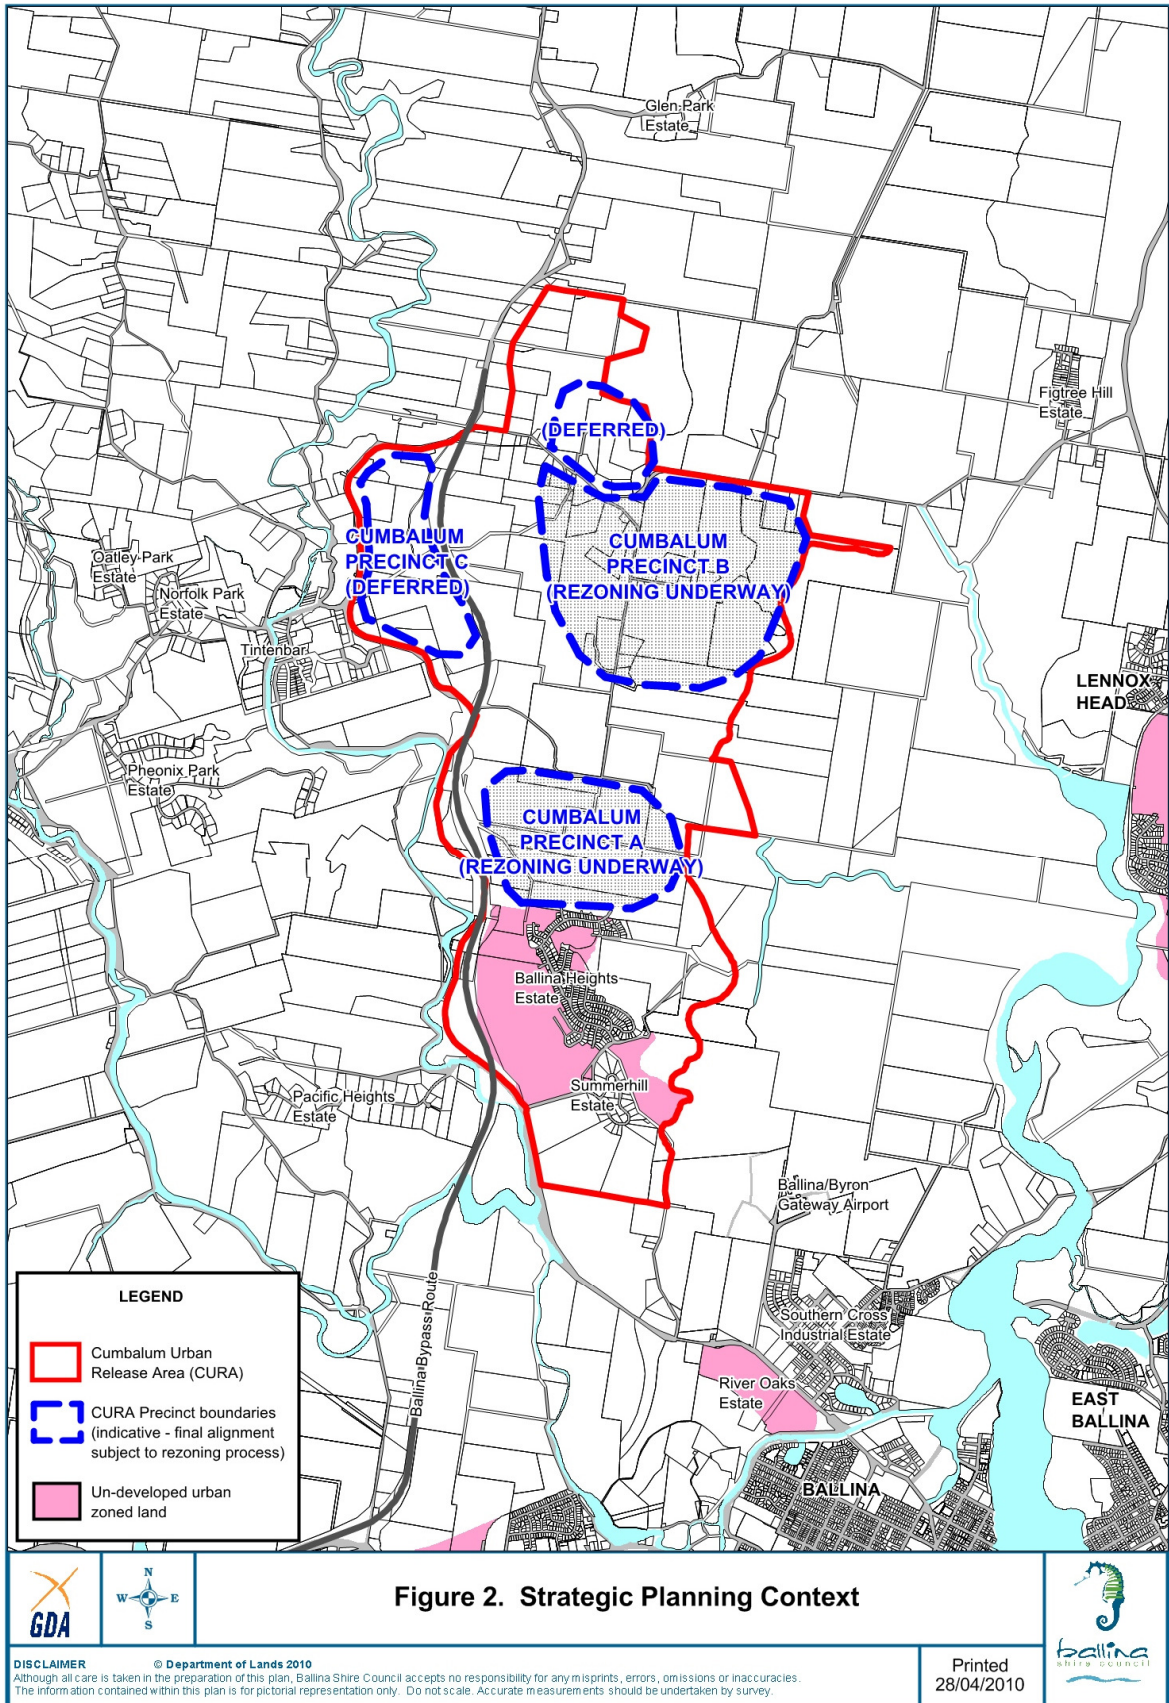 Glen Park
Estate
Figtree Hill
Estate
(DEFERRED)
CUMBALUM
PRECINCT C
(DEFERRED)
CUMBALUM
PRECINCT B
(REZONING UNDERWAY)
Oatley Park
Estate
Norfolk Park
Estate
Tintenbar
LENNOX
HEAD
Pheonix Park
Estate
CUMBALUM
PRECINCT A
(REZONING UNDERWAY)
Ballina Heights
Estate
Summerhill
Estate
Pacific Heights
Estate
Ballina/Byron
Gateway Airport
Southern Cross
Industrial Estate
River Oaks
Estate
EAST
BALLINA
BALLINA
Ballina Bypass Route
LEGEND
Cumbalum Urban
Release Area (CURA)
CURA Precinct boundaries
(indicative - final alignment
subject to rezoning process)
Un-developed urban
zoned land
GDA
N
W E
S
Figure 2. Strategic Planning Context
ballina
shire council
DISCLAIMER © Department of Lands 2010
Although all care is taken in the preparation of this plan, Ballina Shire Council accepts no responsibility for any misprints, errors, omissions or inaccuracies.
The information contained within this plan is for pictorial representation only. Do not scale. Accurate measurements should be undertaken by survey.
Printed
28/04/2010